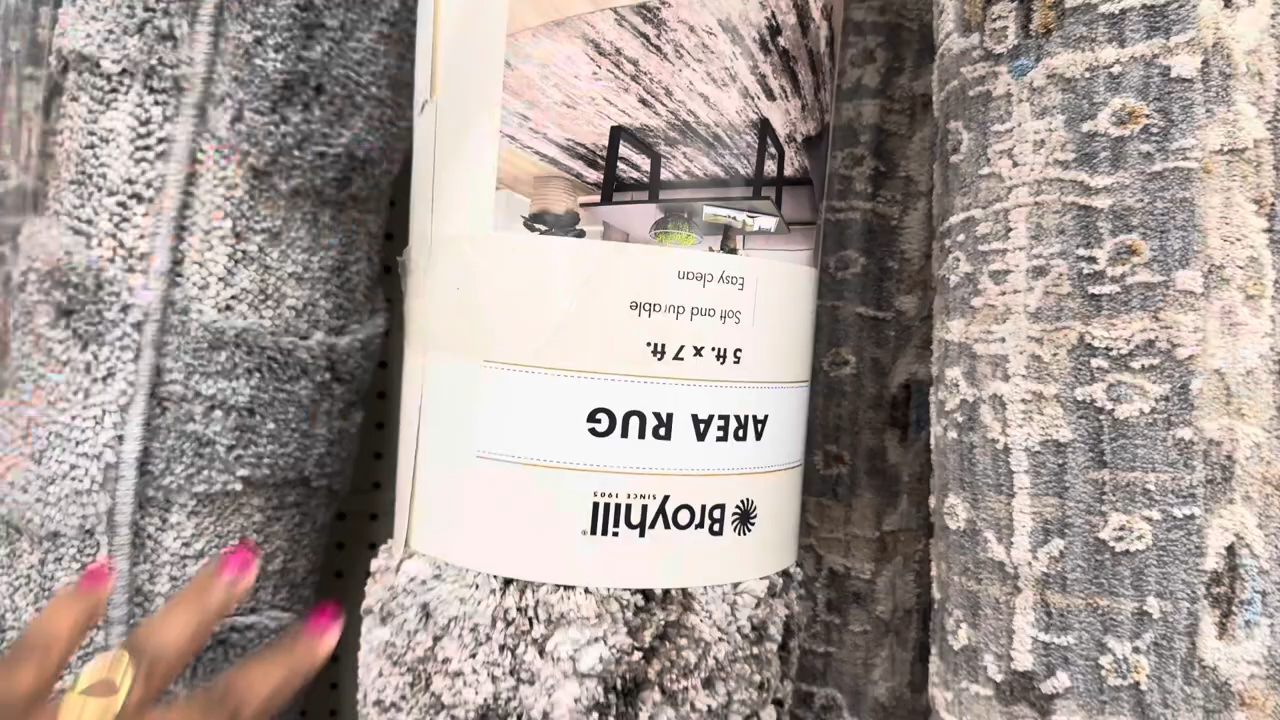 Broyhill®
SINCE 1905
AREA RUG
5 ft. x 7 ft.
Soft and durable
Easy clean